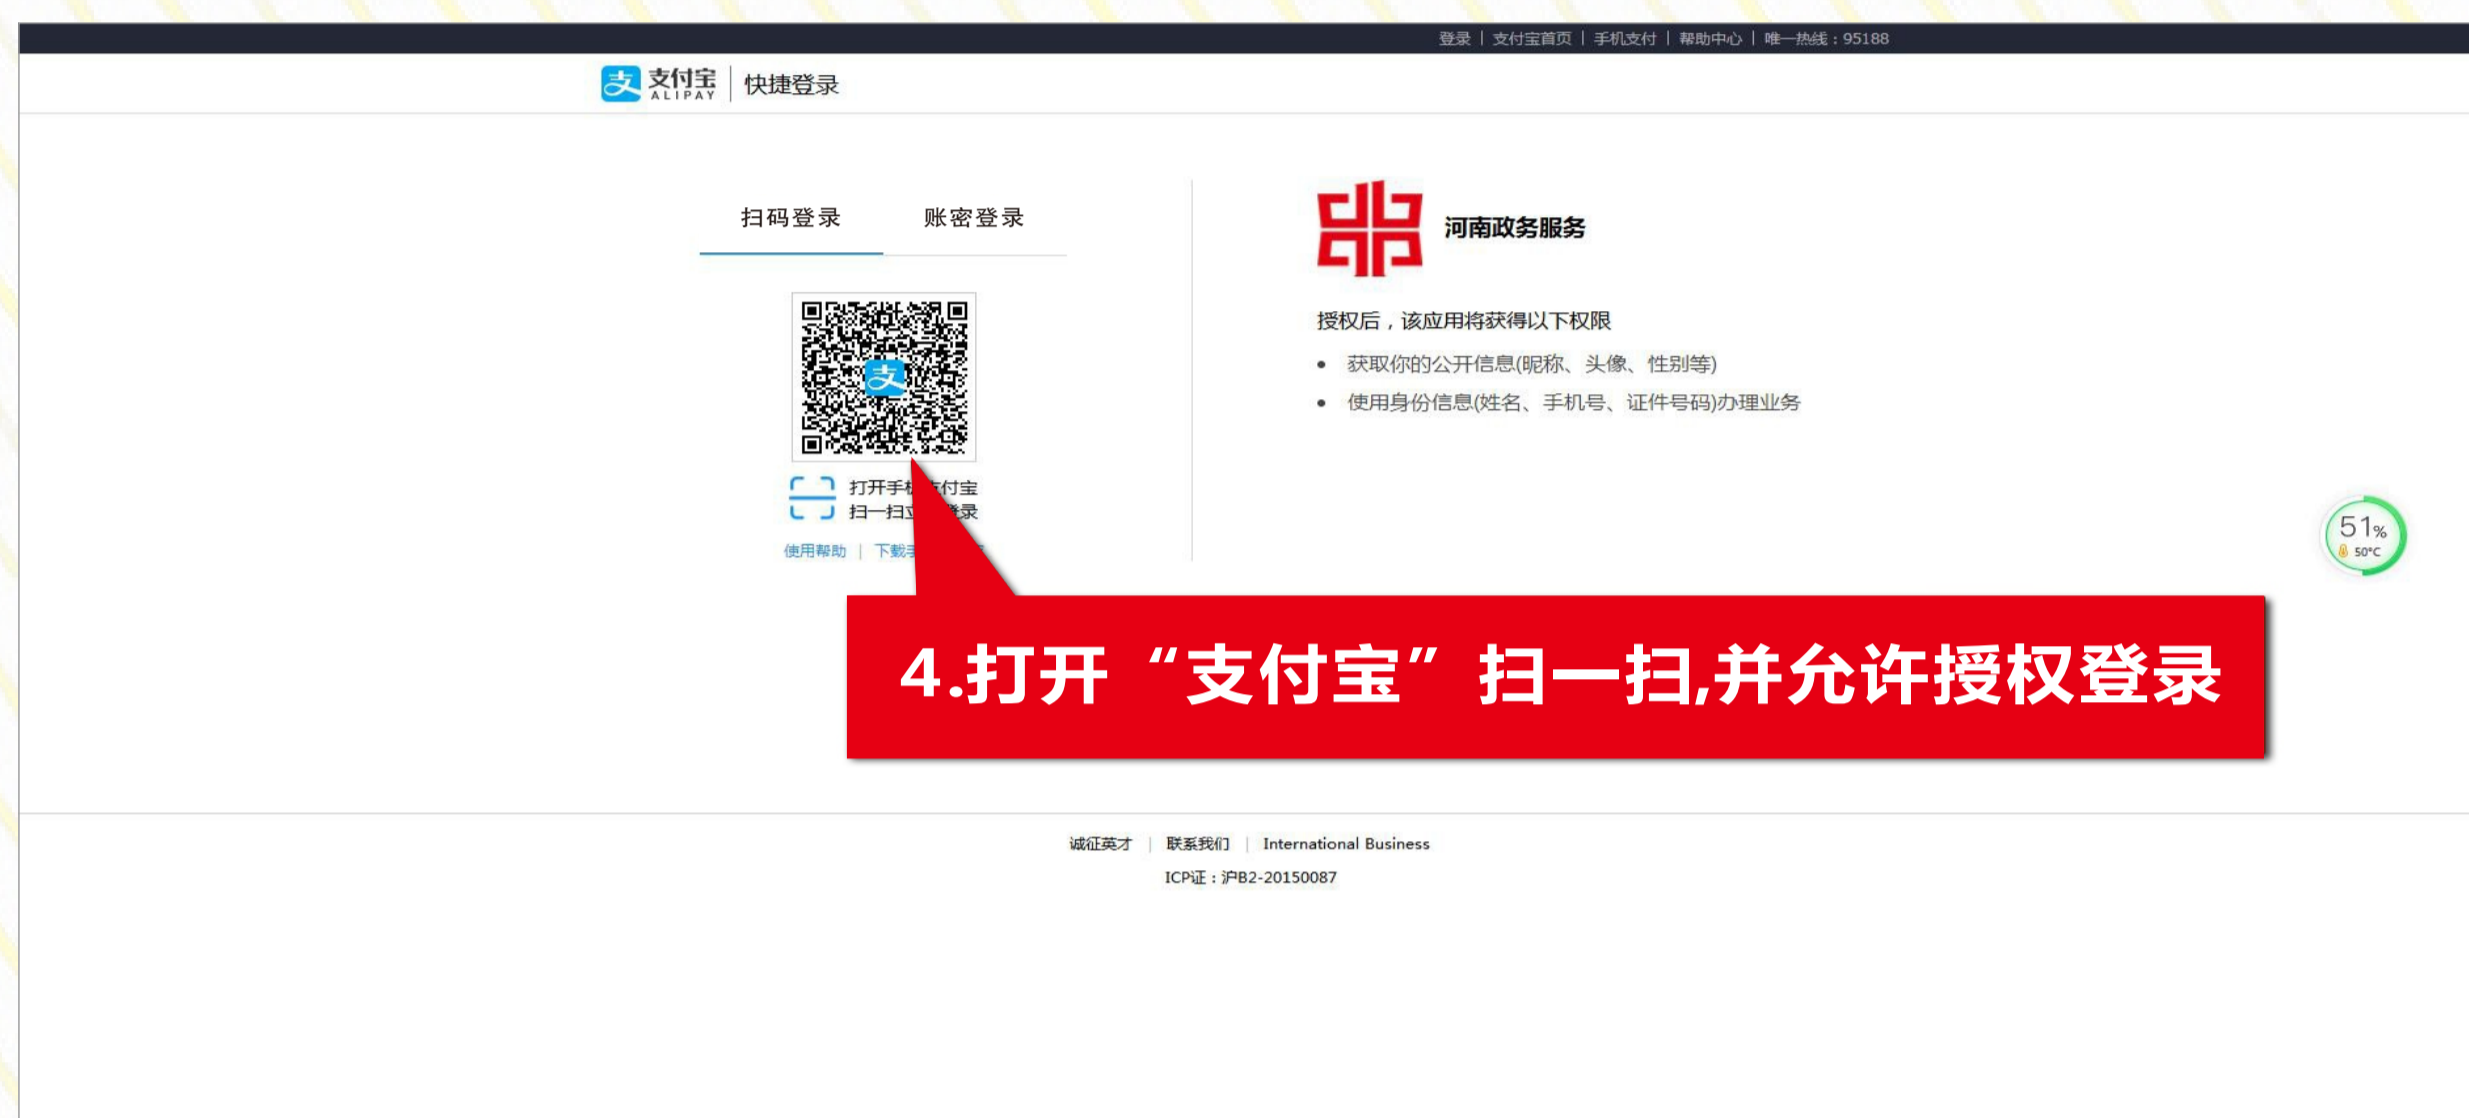 登录 | 支付宝首页 | 手机支付 | 帮助中心 | 唯一热线：95188
支 支付宝 ALIPAY | 快捷登录
扫码登录 账密登录
支
打开手机支付宝
扫一扫立 登录
使用帮助 | 下载
河南政务服务
授权后，该应用将获得以下权限
• 获取你的公开信息(昵称、头像、性别等)
• 使用身份信息(姓名、手机号、证件号码)办理业务
51%
50°C
4.打开“支付宝”扫一扫,并允许授权登录
诚征英才 | 联系我们 | International Business
ICP证：沪B2-20150087